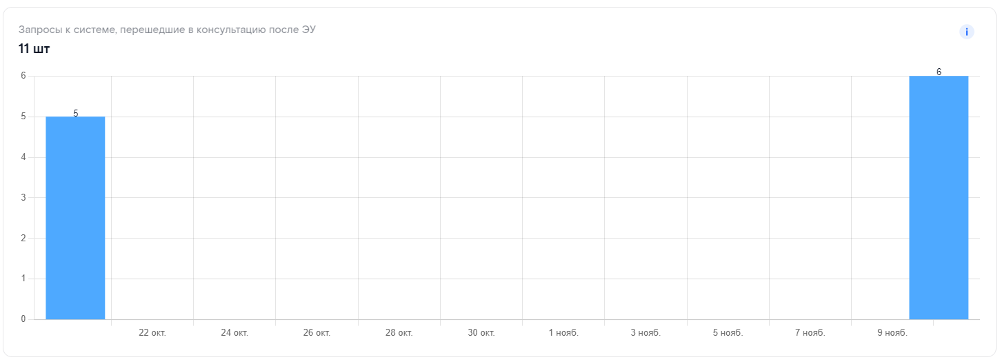 Запросы к системе, перешедшие в консультацию после ЭУ
i
11 шт
6
6
5
5
4
3
2
1
0
22 окт.
24 окт.
26 окт.
28 окт.
30 окт.
1 нояб.
3 нояб.
5 нояб.
7 нояб.
9 нояб.